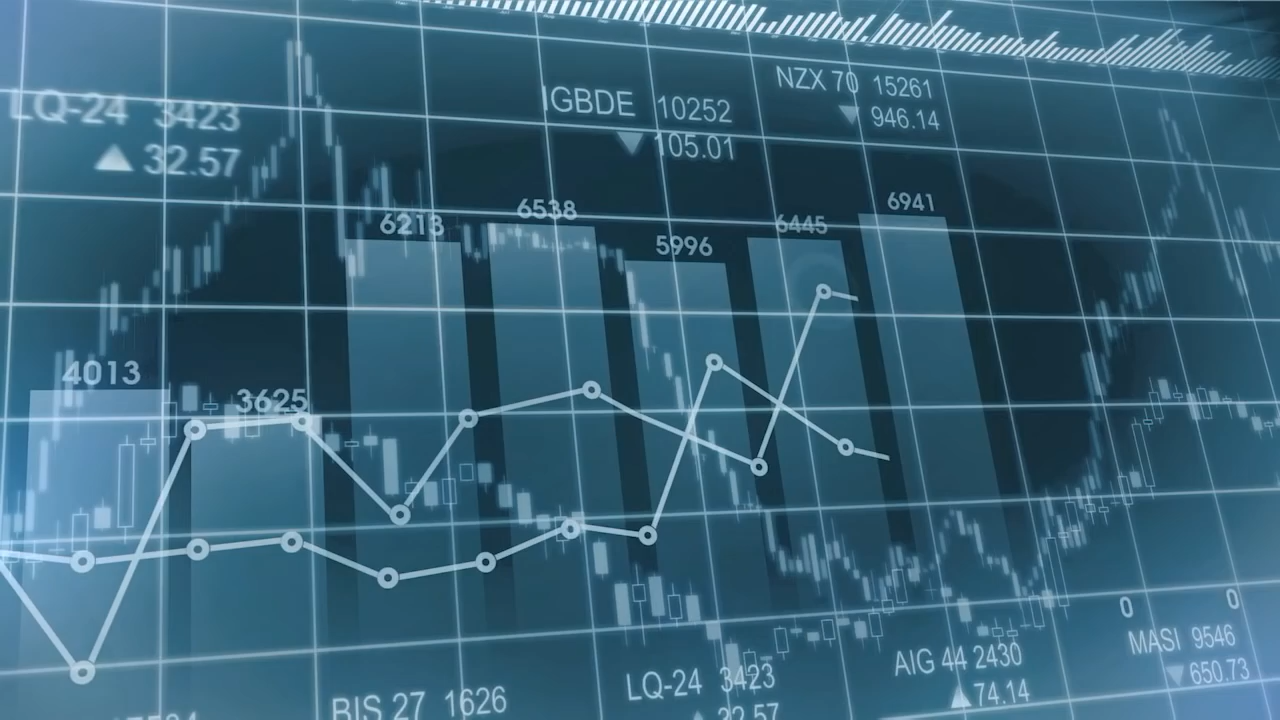 LQ-24 3423
▲ 32.57
IGBDE 10252
▼ 105.01
NZX 70 15261
▼ 946.14
4013
3625
6213
6538
5996
6445
6941
0
0
BIS 27 1626
LQ-24 3423
32.57
AIG 44 2430
▲ 74.14
MASI 9546
▼ 650.73